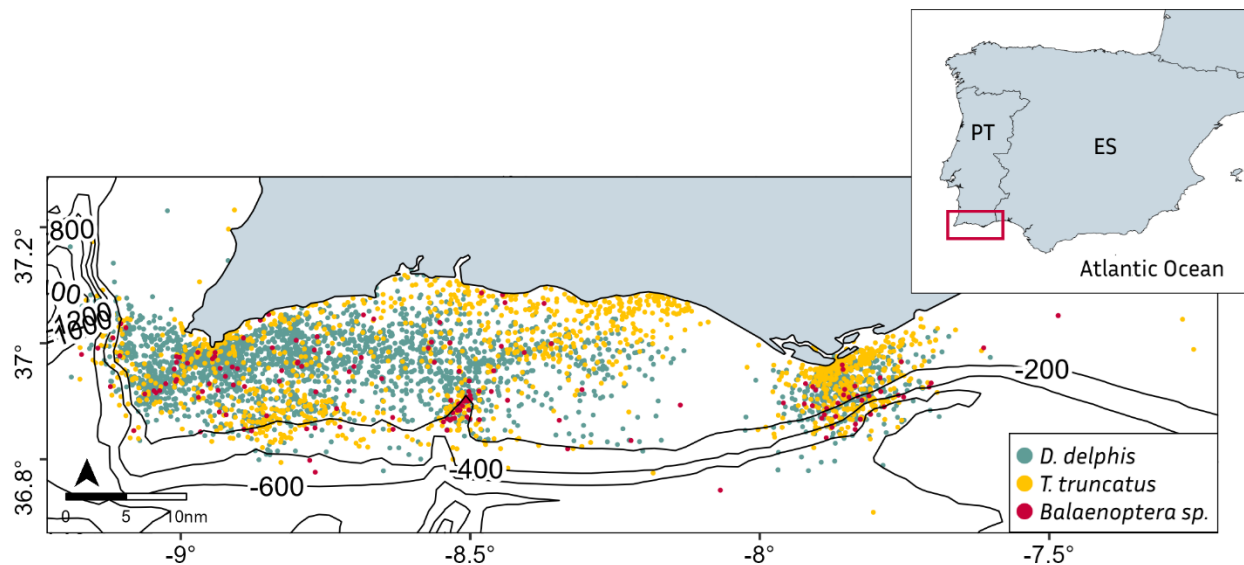 PT
ES
Atlantic Ocean
-800
-1200
-1000
-200
-400
-600
37.2°
37°
36.8°
0
5
10nm
-9°
-8.5°
-8°
-7.5°
D. delphis
T. truncatus
Balaenoptera sp.